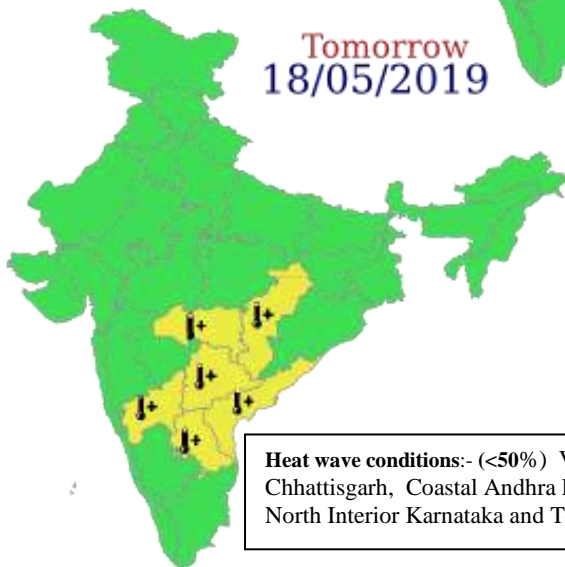 Tomorrow
18/05/2019
Heat wave conditions:- (<50%)
Chhattisgarh, Coastal Andhra
North Interior Karnataka and